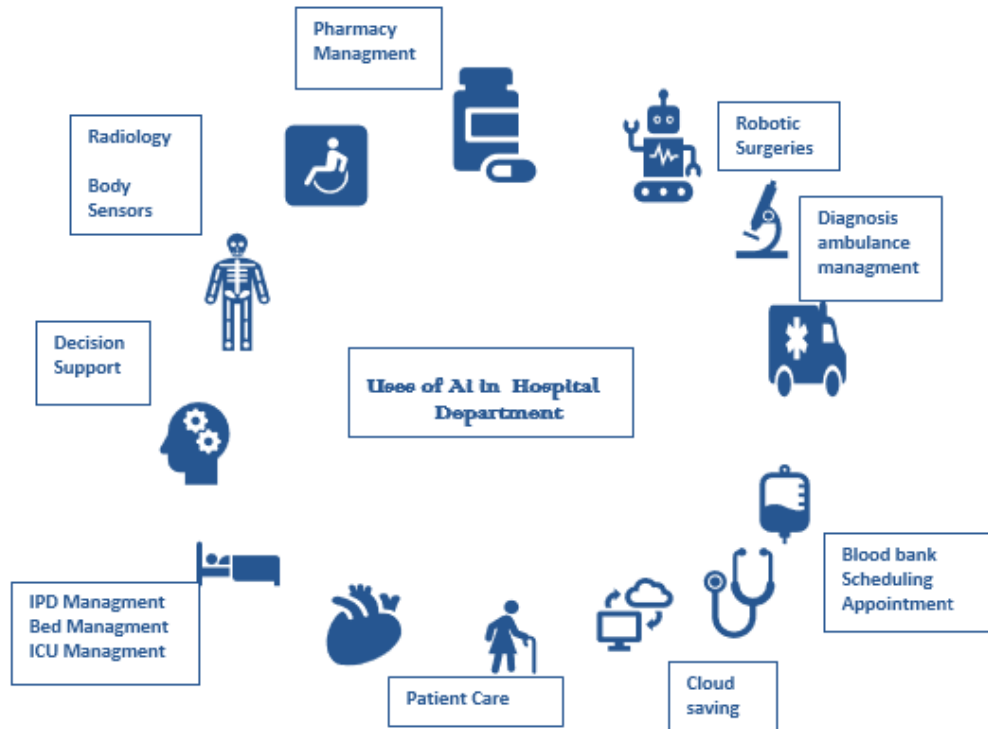 Pharmacy
Managment
Radiology
Body
Sensors
Robotic
Surgeries
Diagnosis
ambulance
managment
Decision
Support
Uses of AI in Hospital
Department
Blood bank
Scheduling
Appointment
IPD Managment
Bed Managment
ICU Managment
Patient Care
Cloud
saving